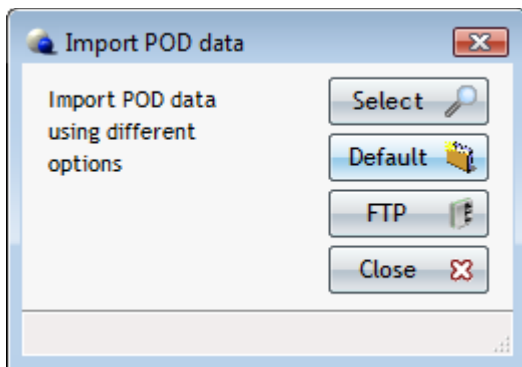 Import POD data
Import POD data
using different
options
Select
Default
FTP
Close